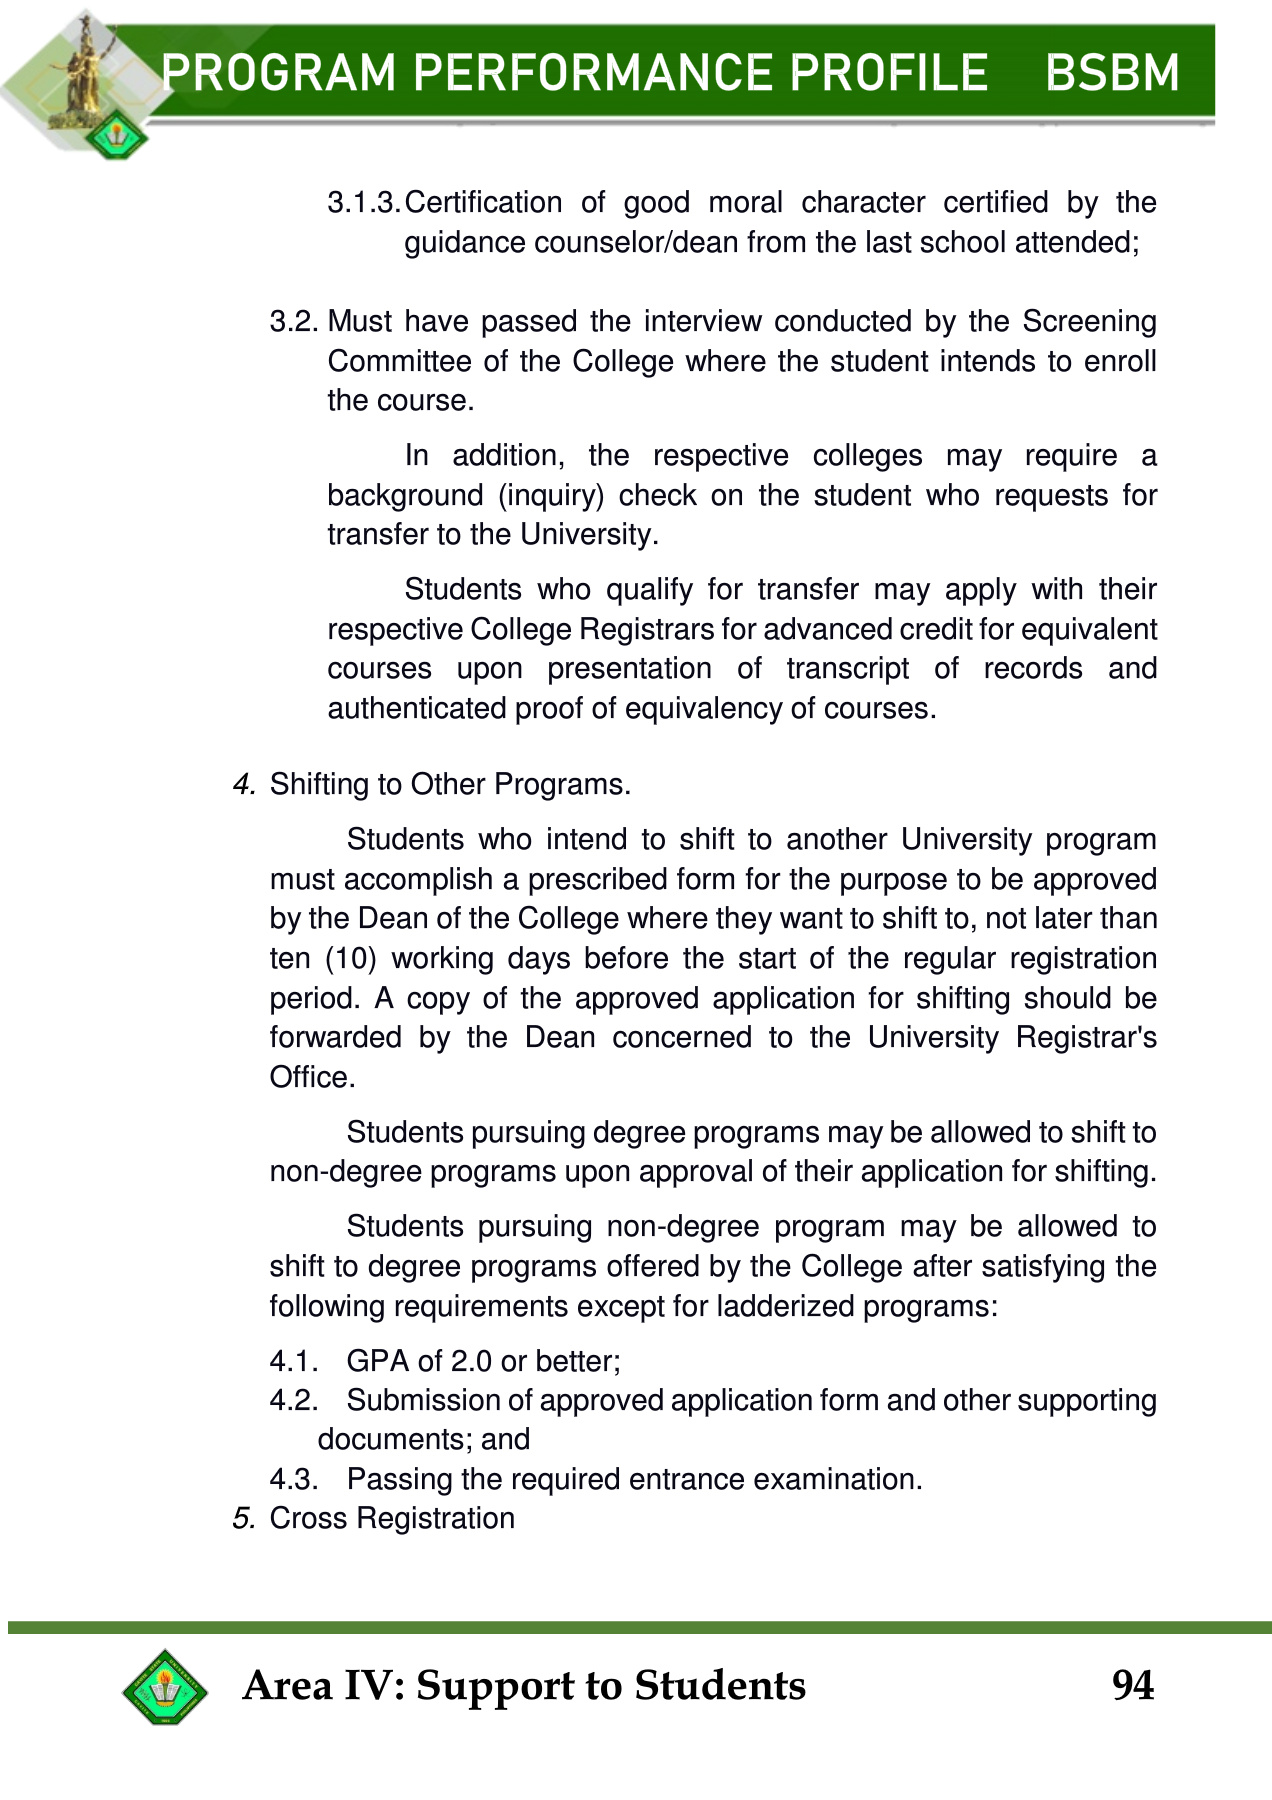 PROGRAM PERFORMANCE PROFILE BSBM
3.1.3. Certification of good moral character certified by the
guidance counselor/dean from the last school attended;
3.2. Must have passed the interview conducted by the Screening
Committee of the College where the student intends to enroll
the course.
In addition, the respective colleges may require a
background (inquiry) check on the student who requests for
transfer to the University.
Students who qualify for transfer may apply with their
respective College Registrars for advanced credit for equivalent
courses upon presentation of transcript of records and
authenticated proof of equivalency of courses.
4. Shifting to Other Programs.
Students who intend to shift to another University program
must accomplish a prescribed form for the purpose to be approved
by the Dean of the College where they want to shift to, not later than
ten (10) working days before the start of the regular registration
period. A copy of the approved application for shifting should be
forwarded by the Dean concerned to the University Registrar's
Office.
Students pursuing degree programs may be allowed to shift to
non-degree programs upon approval of their application for shifting.
Students pursuing non-degree program may be allowed to
shift to degree programs offered by the College after satisfying the
following requirements except for ladderized programs:
4.1. GPA of 2.0 or better;
4.2. Submission of approved application form and other supporting
documents; and
4.3. Passing the required entrance examination.
5. Cross Registration
Area IV: Support to Students 94